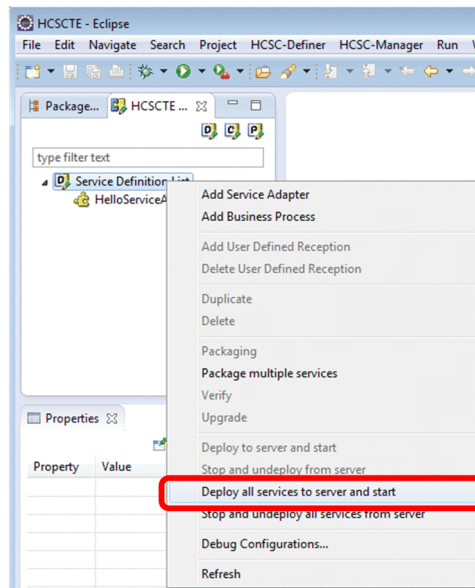 HCSCTE - Eclipse
File Edit Navigate Search Project HCSC-Definer HCSC-Manager Run
Package... HCSCTE ...
type filter text
Service Definition List
HelloServiceA
Add Service Adapter
Add Business Process
Add User Defined Reception
Delete User Defined Reception
Duplicate
Delete
Packaging
Package multiple services
Verify
Upgrade
Deploy to server and start
Stop and undeploy from server
Deploy all services to server and start
Stop and undeploy all services from server
Debug Configurations...
Refresh
Properties
Property Value